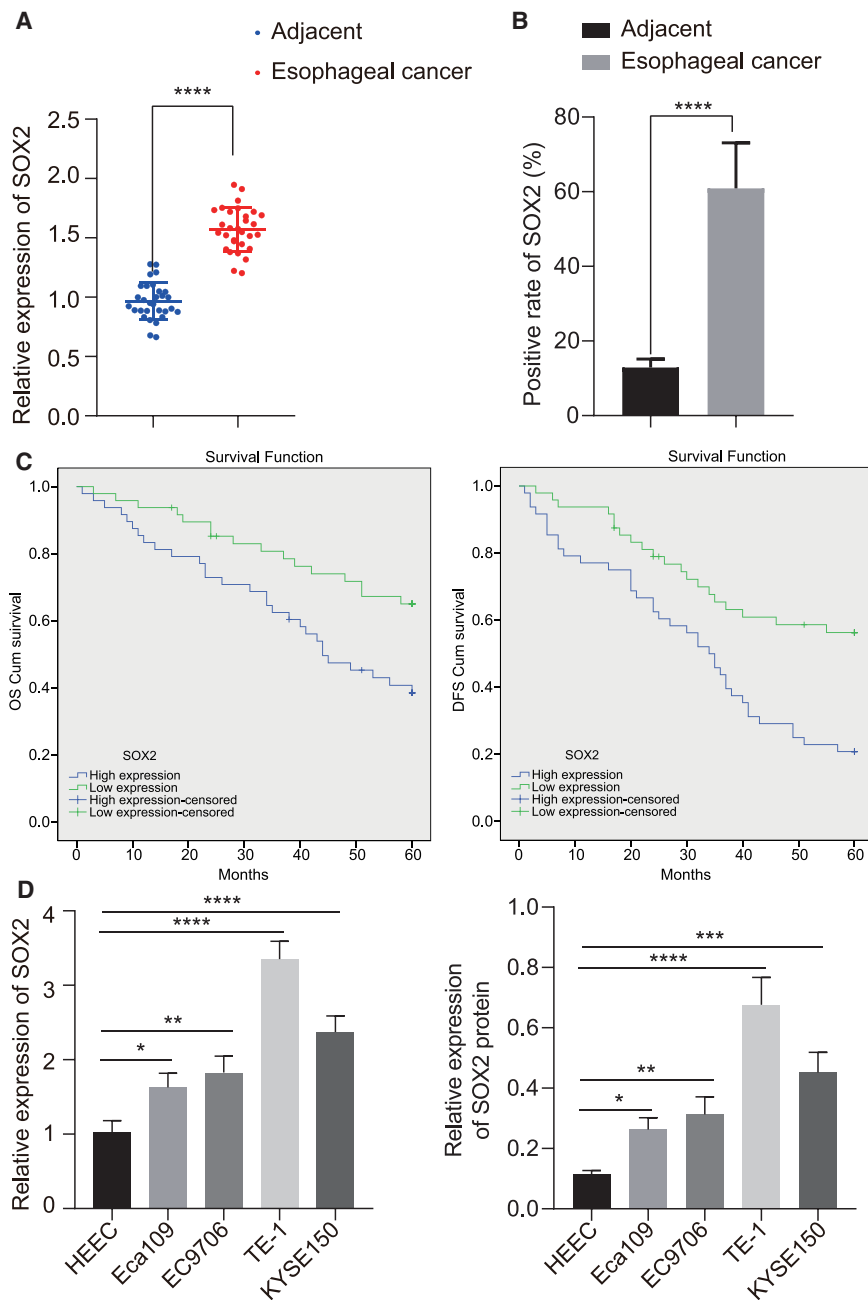 A
Adjacent
Esophageal cancer
****
Relative expression of SOX2
2.5
2.0
1.5
1.0
0.5
0.0
B
Adjacent
Esophageal cancer
****
Positive rate of SOX2 (%)
80
60
40
20
0
C
Survival Function
OS Cum survival
1.0
0.8
0.6
0.4
0.2
0.0
SOX2
High expression
Low expression
High expression-censored
Low expression-censored
0 10 20 30 40 50 60
Months
Survival Function
DFS Cum survival
1.0
0.8
0.6
0.4
0.2
0.0
SOX2
High expression
Low expression
High expression-censored
Low expression-censored
0 10 20 30 40 50 60
Months
D
Relative expression of SOX2
4
3
2
1
0
****
****
**
*
HEEC Eca109 EC9706 TE-1 KYSE150
Relative expression
of SOX2 protein
1.0
0.8
0.6
0.4
0.2
0.0
***
****
**
*
HEEC Eca109 EC9706 TE-1 KYSE150